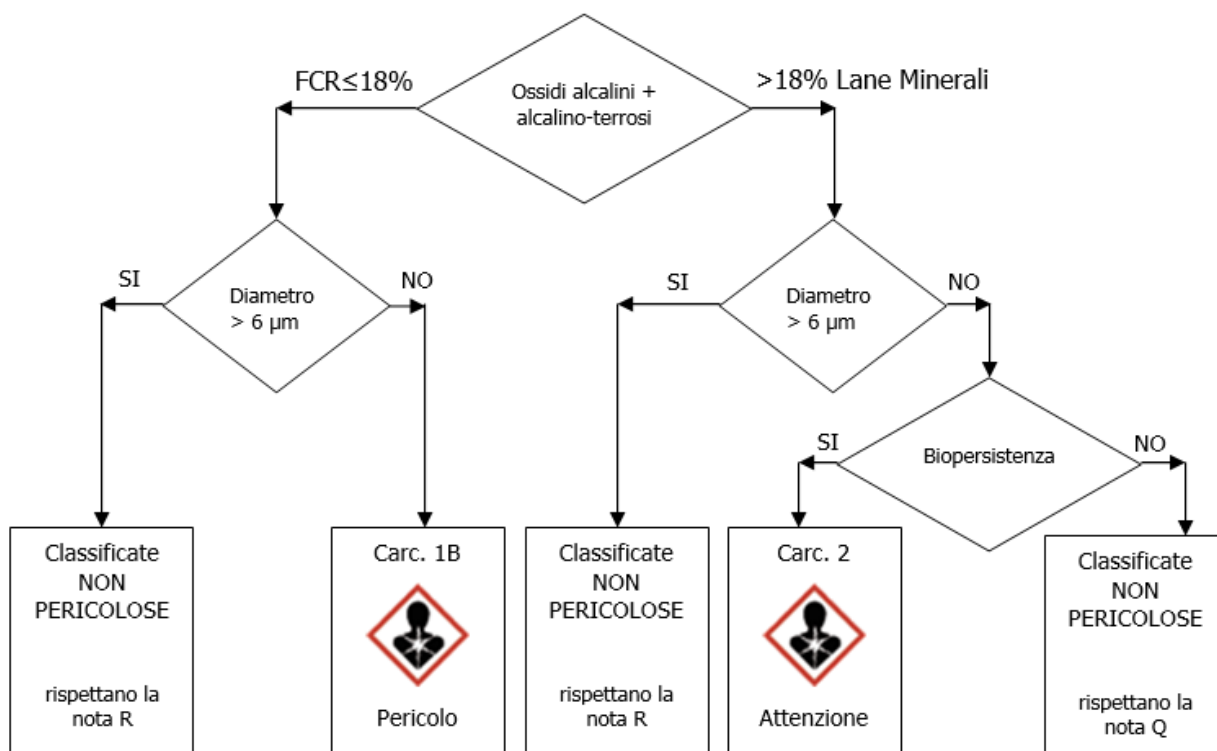 FCR≤18%
Ossidi alcalini +
alcalino-terrosi
>18% Lane Minerali
SI
Diametro
> 6 µm
NO
SI
Diametro
> 6 µm
NO
SI
Biopersistenza
NO
Classificate
NON
PERICOLOSE
rispettano la
nota R
Carc. 1B
Pericolo
Classificate
NON
PERICOLOSE
rispettano la
nota R
Carc. 2
Attenzione
Classificate
NON
PERICOLOSE
rispettano la
nota Q